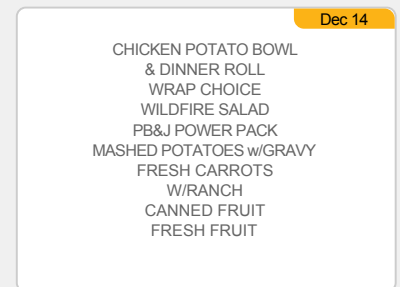 Dec 14
CHICKEN POTATO BOWL
& DINNER ROLL
WRAP CHOICE
WILDFIRE SALAD
PB&J POWER PACK
MASHED POTATOES w/GRAVY
FRESH CARROTS
W/RANCH
CANNED FRUIT
FRESH FRUIT